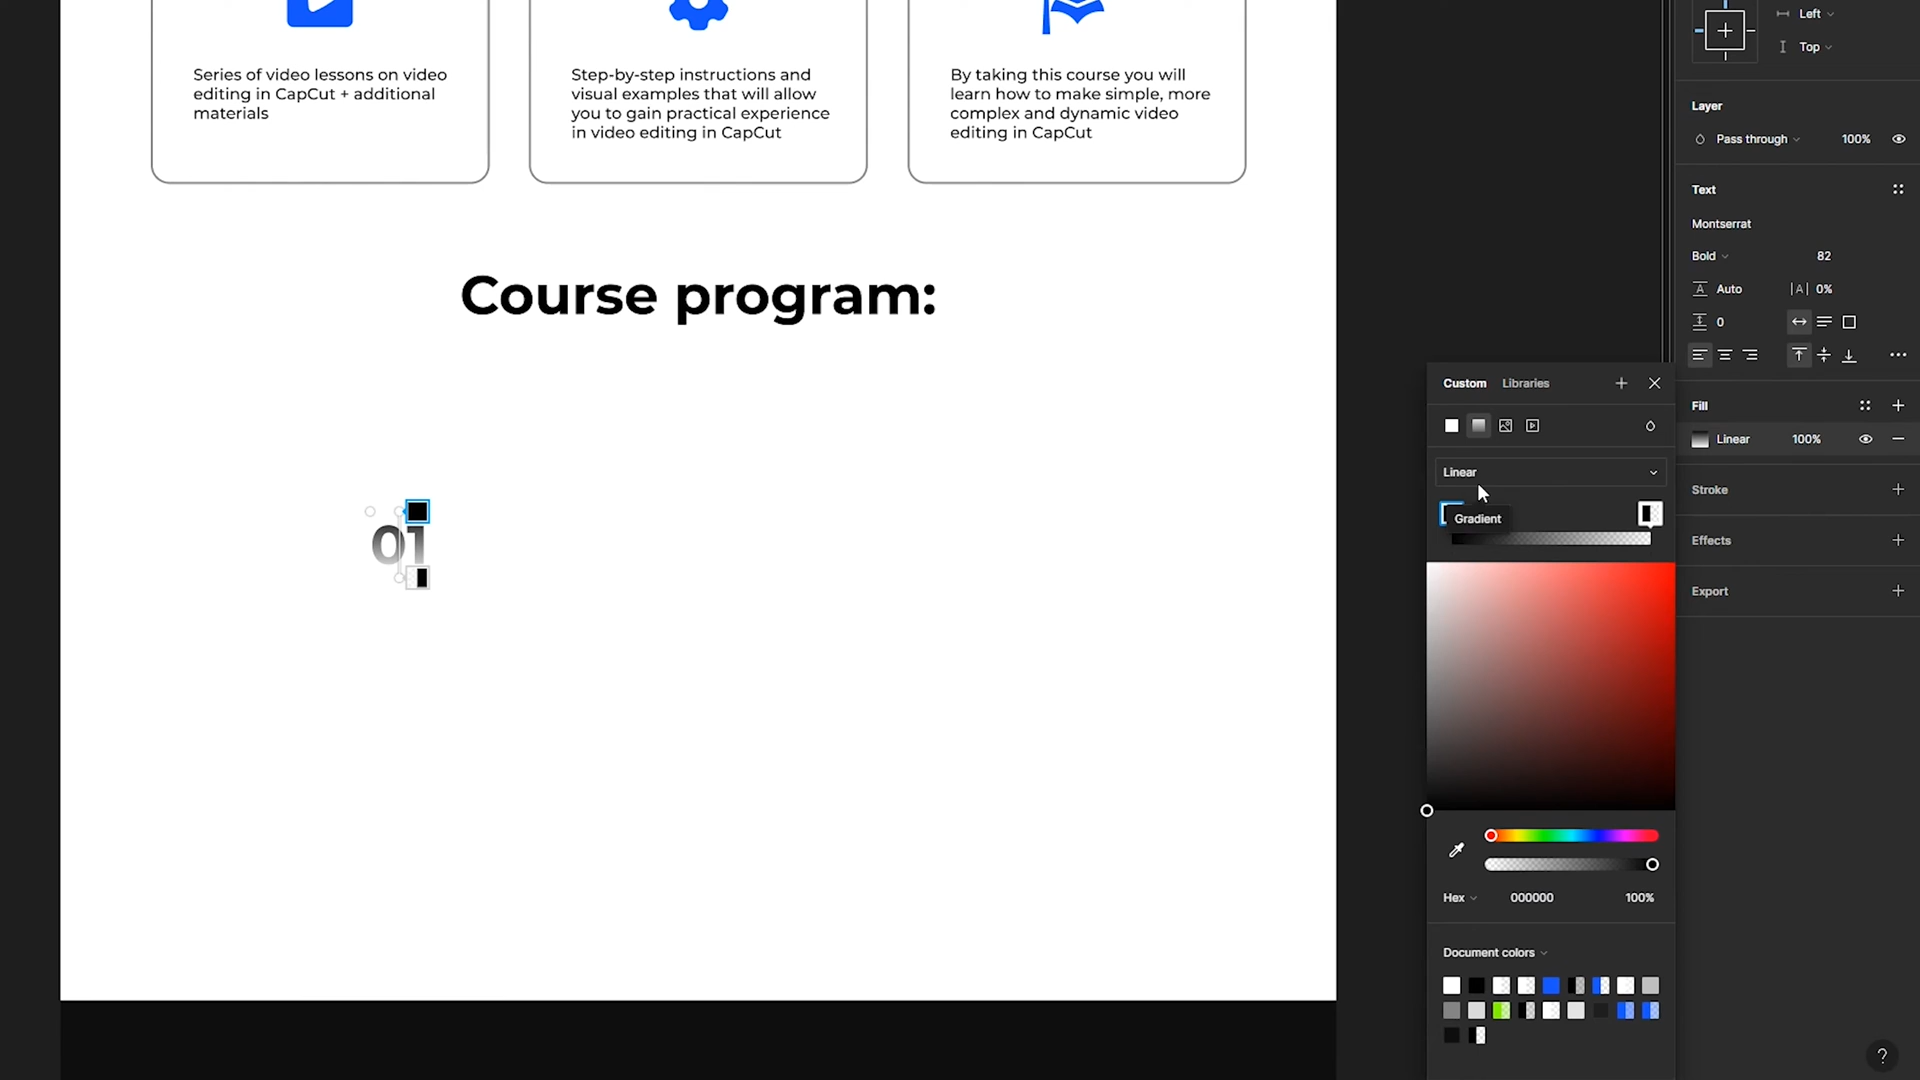 Series of video lessons on video
editing in CapCut + additional
materials
Step-by-step instructions and
visual examples that will allow
you to gain practical experience
in video editing in CapCut
By taking this course you will
learn how to make simple, more
complex and dynamic video
editing in CapCut
Course program:
01
Left
Top
Layer
Pass through
100%
Text
Montserrat
Bold
82
Auto
|A| 0%
0
Fill
Linear
100%
Stroke
Effects
Export
Custom
Libraries
Linear
Gradient
Hex
000000
100%
Document colors
?